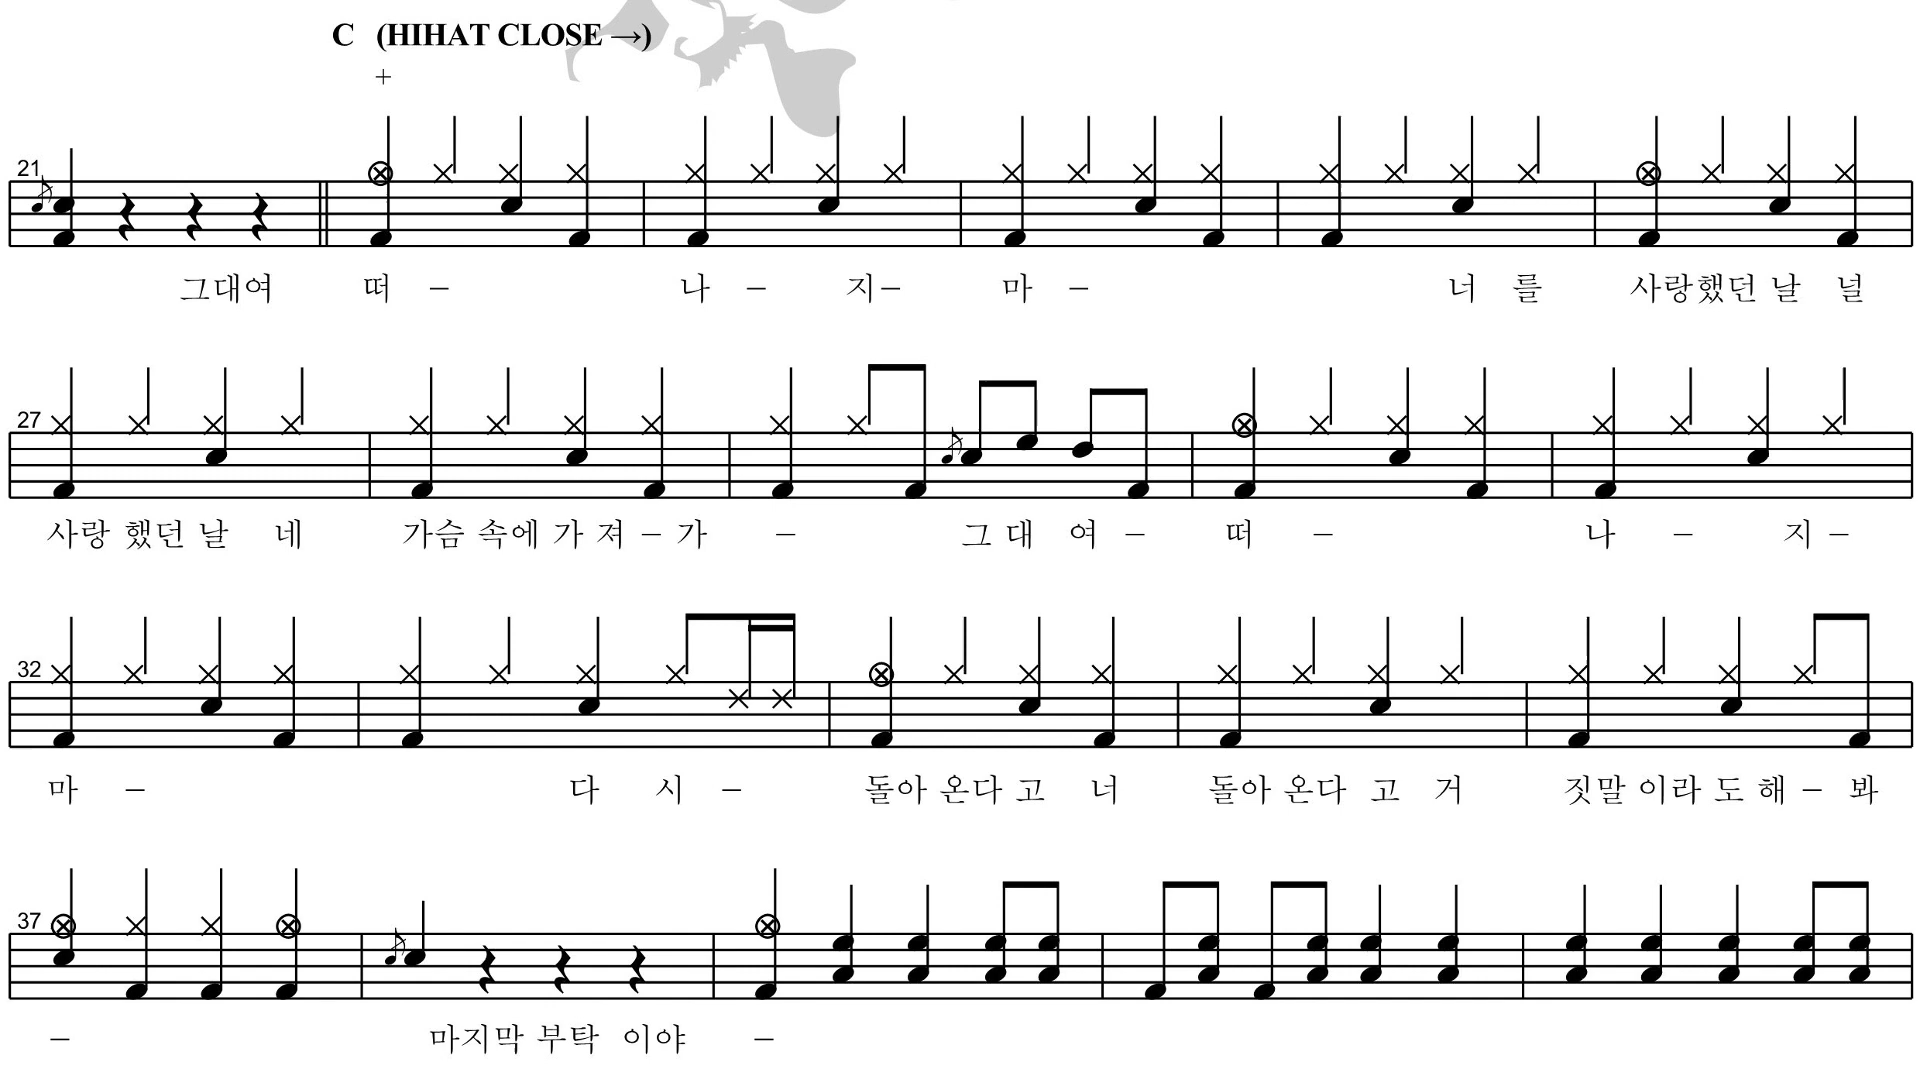 C (HIHAT CLOSE →)
+
21
그대여 떠 – 나 – 지 – 마 – 너 를 사랑했던 날 널
27
사랑 했던 날 네 가슴 속에 가 져 – 가 – 그 대 여 – 떠 – 나 – 지 –
32
마 – 다 시 – 돌아 온다 고 너 돌아 온다 고 거 짓말 이라 도 해 – 봐
37
– 마지막 부탁 이야 –